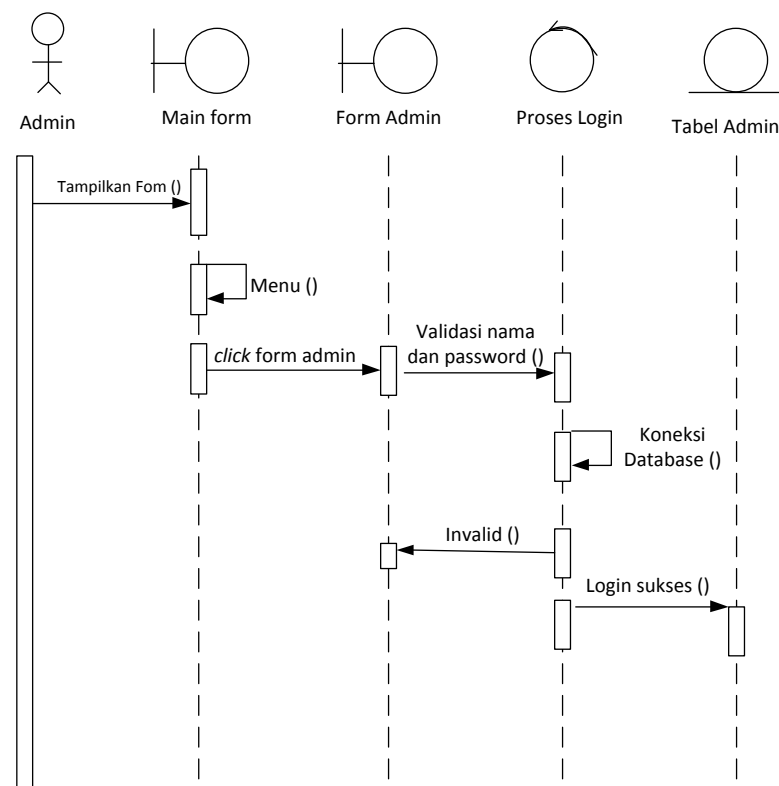 Admin
Main form
Form Admin
Proses Login
Tabel Admin
Tampilkan Fom ()
Menu ()
click form admin
Validasi nama
dan password ()
Koneksi
Database ()
Invalid ()
Login sukses ()